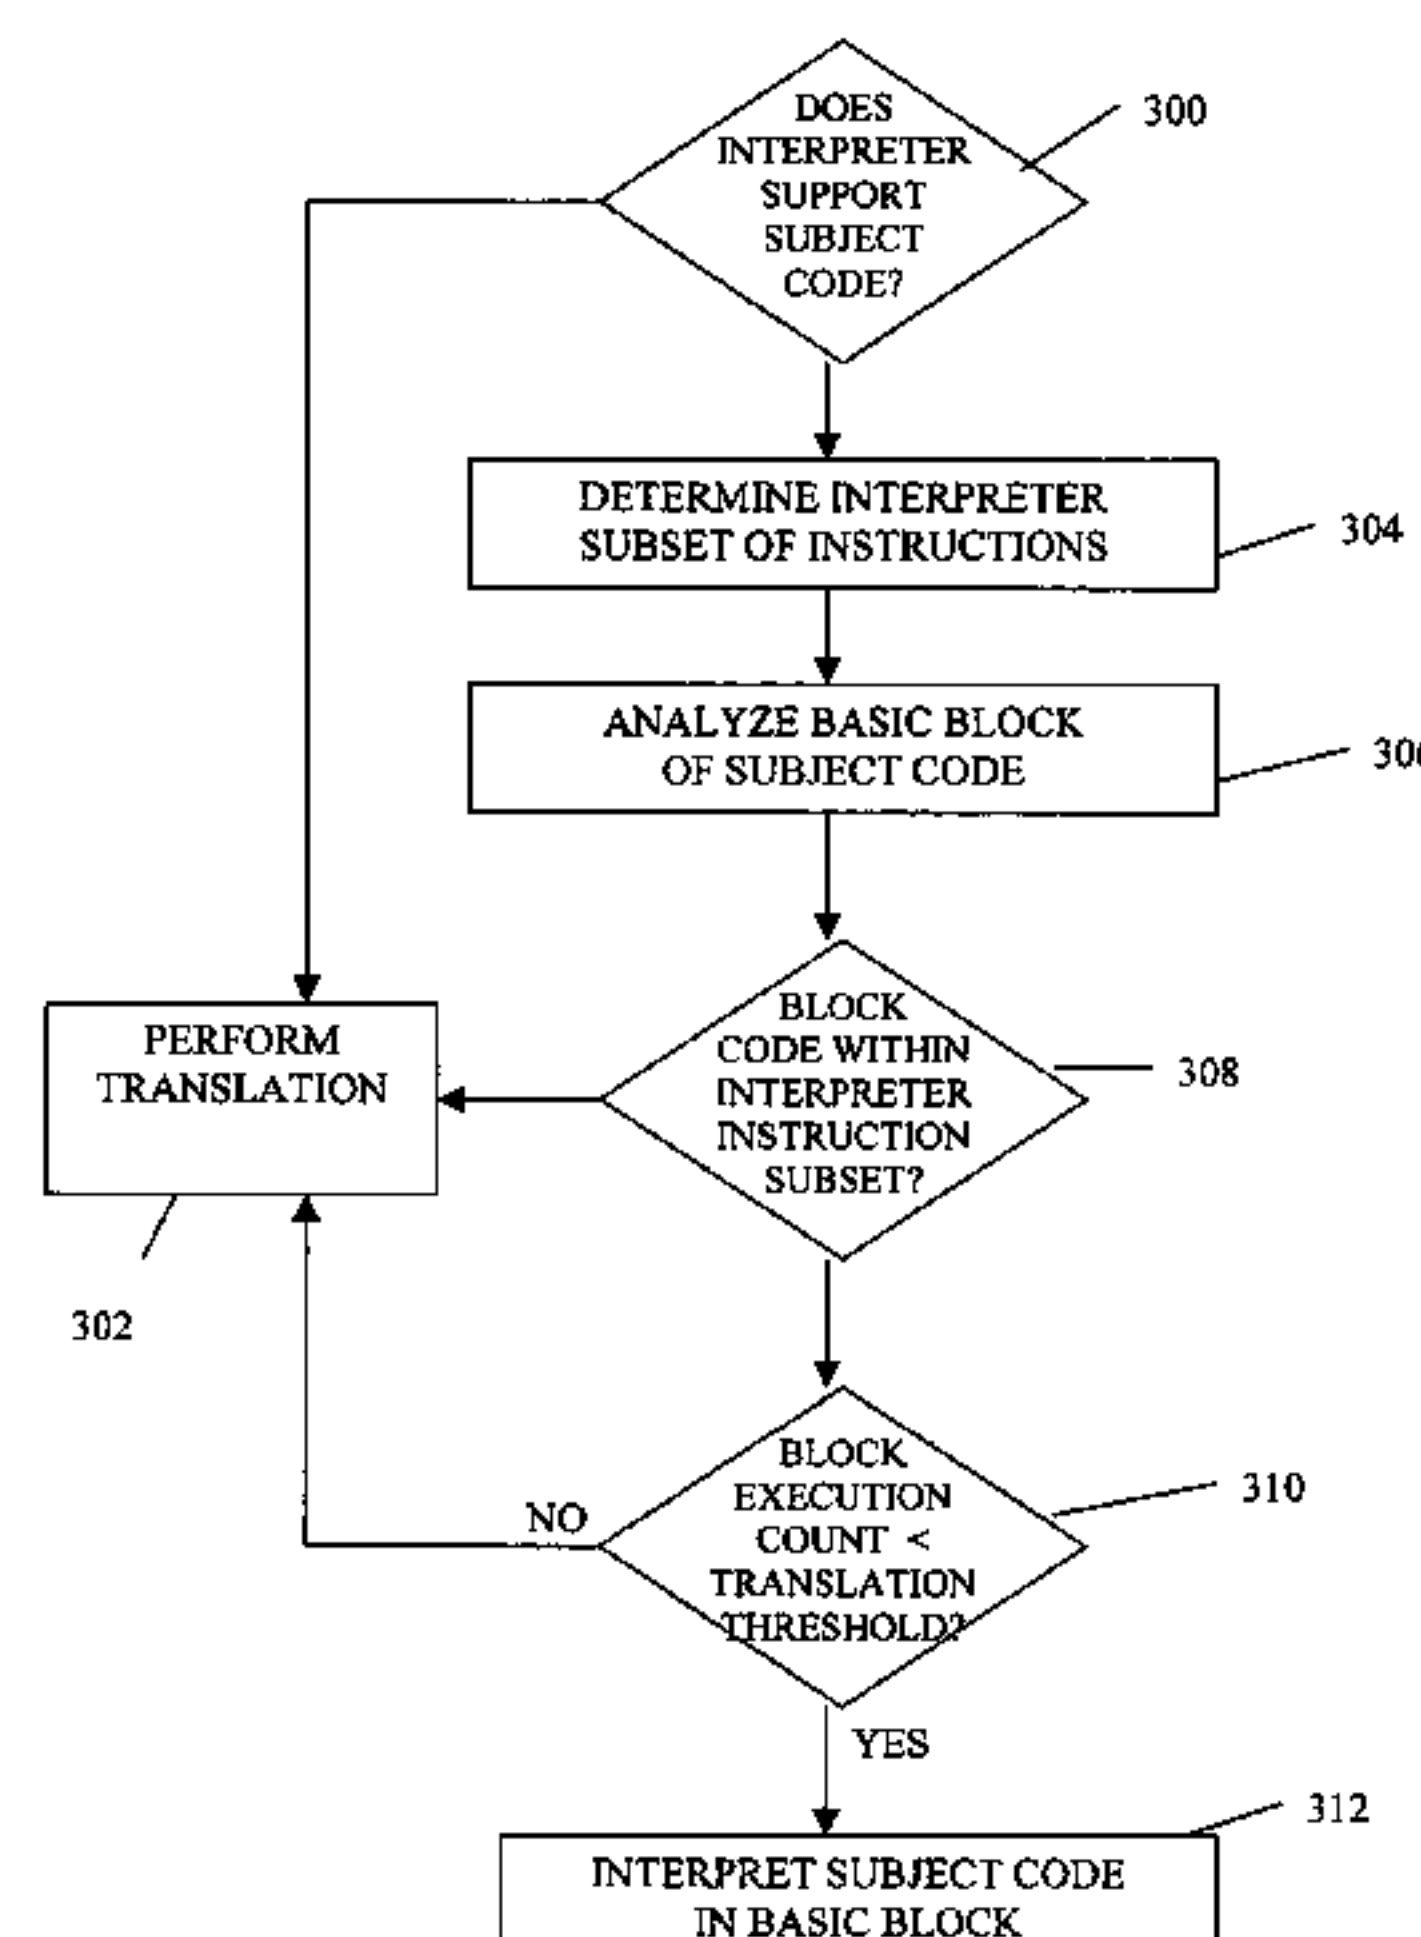 DOES
INTERPRETER
SUPPORT
SUBJECT
CODE?
300
DETERMINE INTERPRETER
SUBSET OF INSTRUCTIONS
304
ANALYZE BASIC BLOCK
OF SUBJECT CODE
PERFORM
TRANSLATION
302
BLOCK
CODE WITHIN
INTERPRETER
INSTRUCTION
SUBSET?
308
BLOCK
EXECUTION
COUNT <
TRANSLATION
THRESHOLD?
310
NO
YES
312
INTERPRET SUBJECT CODE
IN BASIC BLOCK